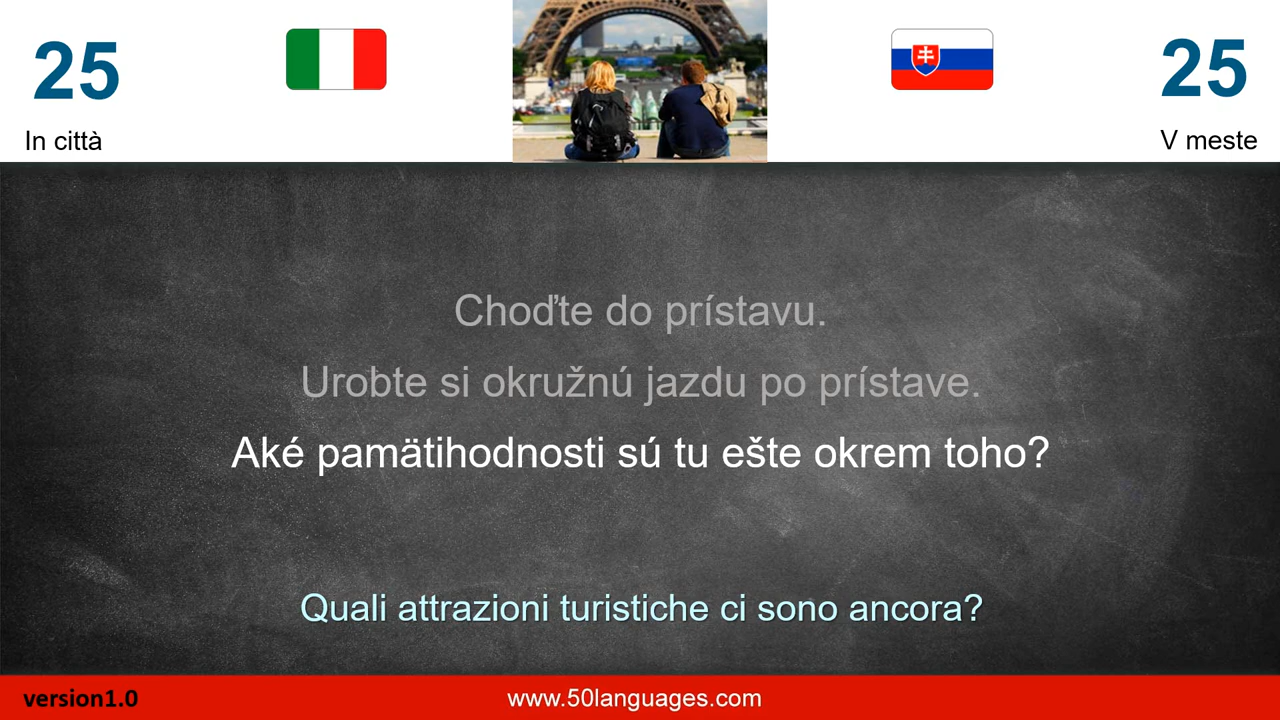 25
25
In città
V meste
Choďte do prístavu.
Urobte si okružnú jazdu po prístave.
Aké pamätihodnosti sú tu ešte okrem toho?
Quali attrazioni turistiche ci sono ancora?
version1.0
www.50languages.com